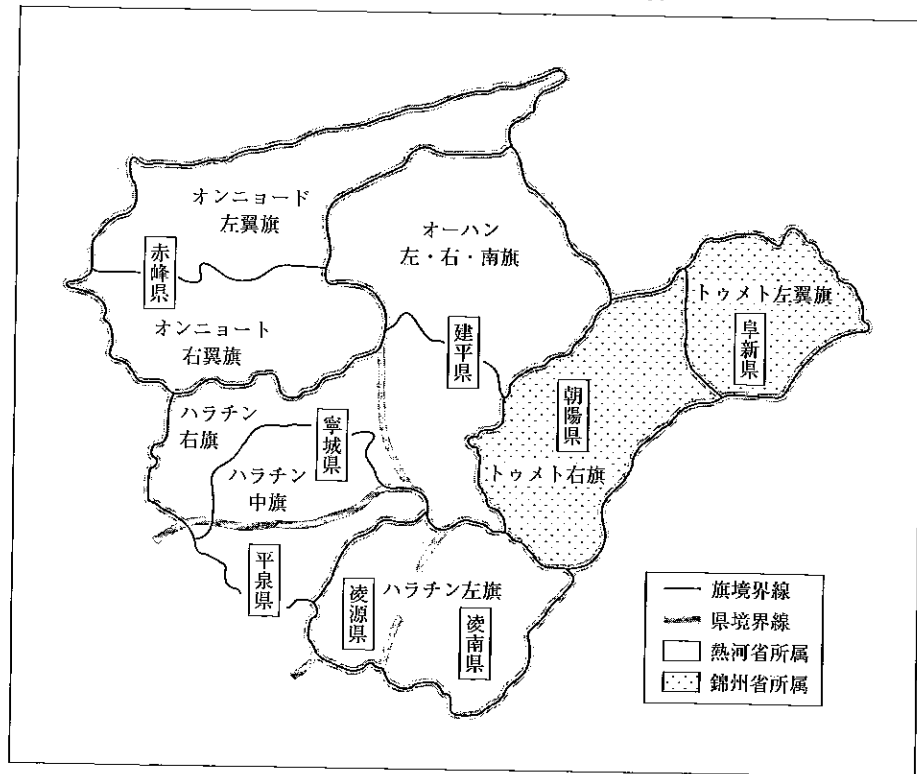 オンニョード
左翼旗
オーハン
左・右・南旗
赤峰県
トゥメト左翼旗
オンニョート
右翼旗
建平県
阜新県
朝陽県
ハラチン
右旗
寧城県
トゥメト右旗
ハラチン
中旗
平泉県
ハラチン左旗
凌源県
凌南県
旗境界線
県境界線
熱河省所属
錦州省所属